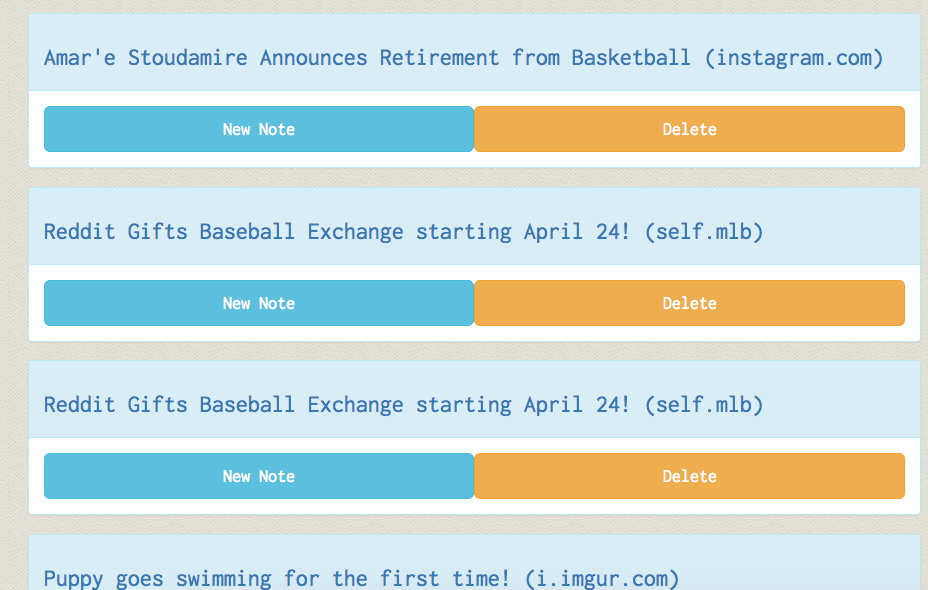 Amar'e Stoudamire Announces Retirement from Basketball (instagram.com)
New Note Delete
Reddit Gifts Baseball Exchange starting April 24! (self.mlb)
New Note Delete
Reddit Gifts Baseball Exchange starting April 24! (self.mlb)
New Note Delete
Puppy goes swimming for the first time! (i.imgur.com)